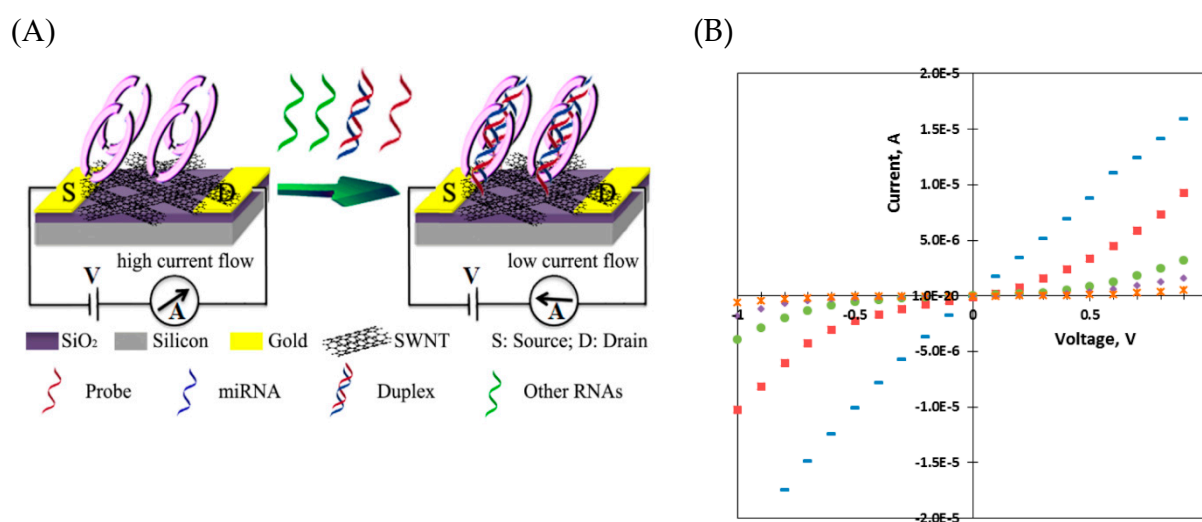 (A)
(B)
S
D
S
D
V
high current flow
A
V
low current flow
A
SiO₂
Silicon
Gold
SWNT
S: Source; D: Drain
Probe
miRNA
Duplex
Other RNAs
2.0E-5
1.5E-5
1.0E-5
5.0E-6
1.0E-20
-5.0E-6
-1.0E-5
-1.5E-5
-2.0E-5
Current, A
-1
-0.5
0
0.5
Voltage, V